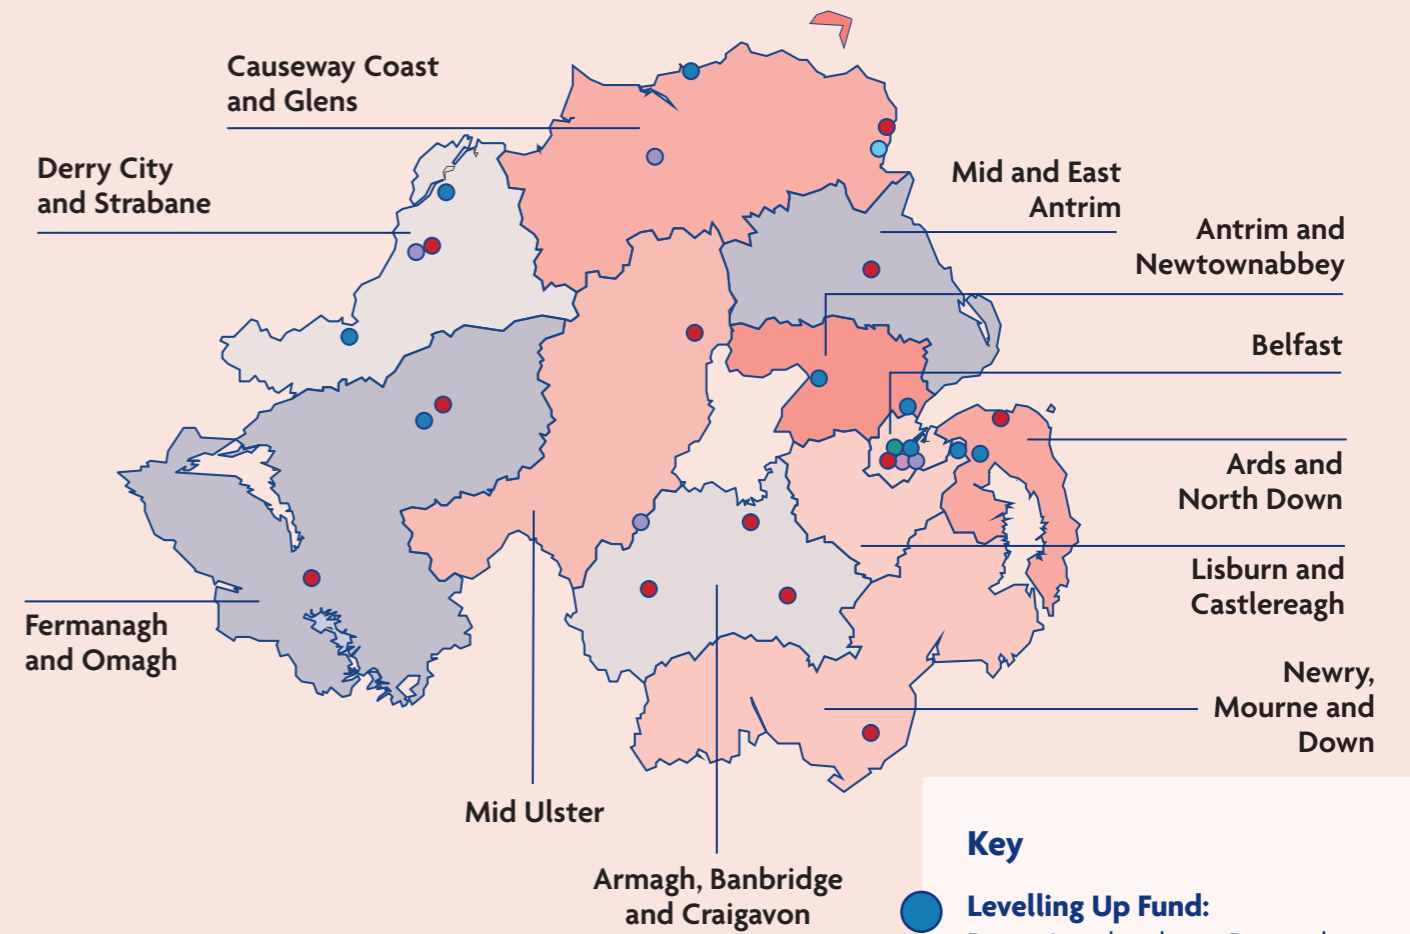 Causeway Coast
and Glens
Derry City
and Strabane
Mid and East
Antrim
Antrim and
Newtownabbey
Belfast
Ards and
North Down
Lisburn and
Castlereagh
Fermanagh
and Omagh
Newry,
Mourne and
Down
Mid Ulster
Armagh, Banbridge
and Craigavon
Key
Levelling Up Fund: